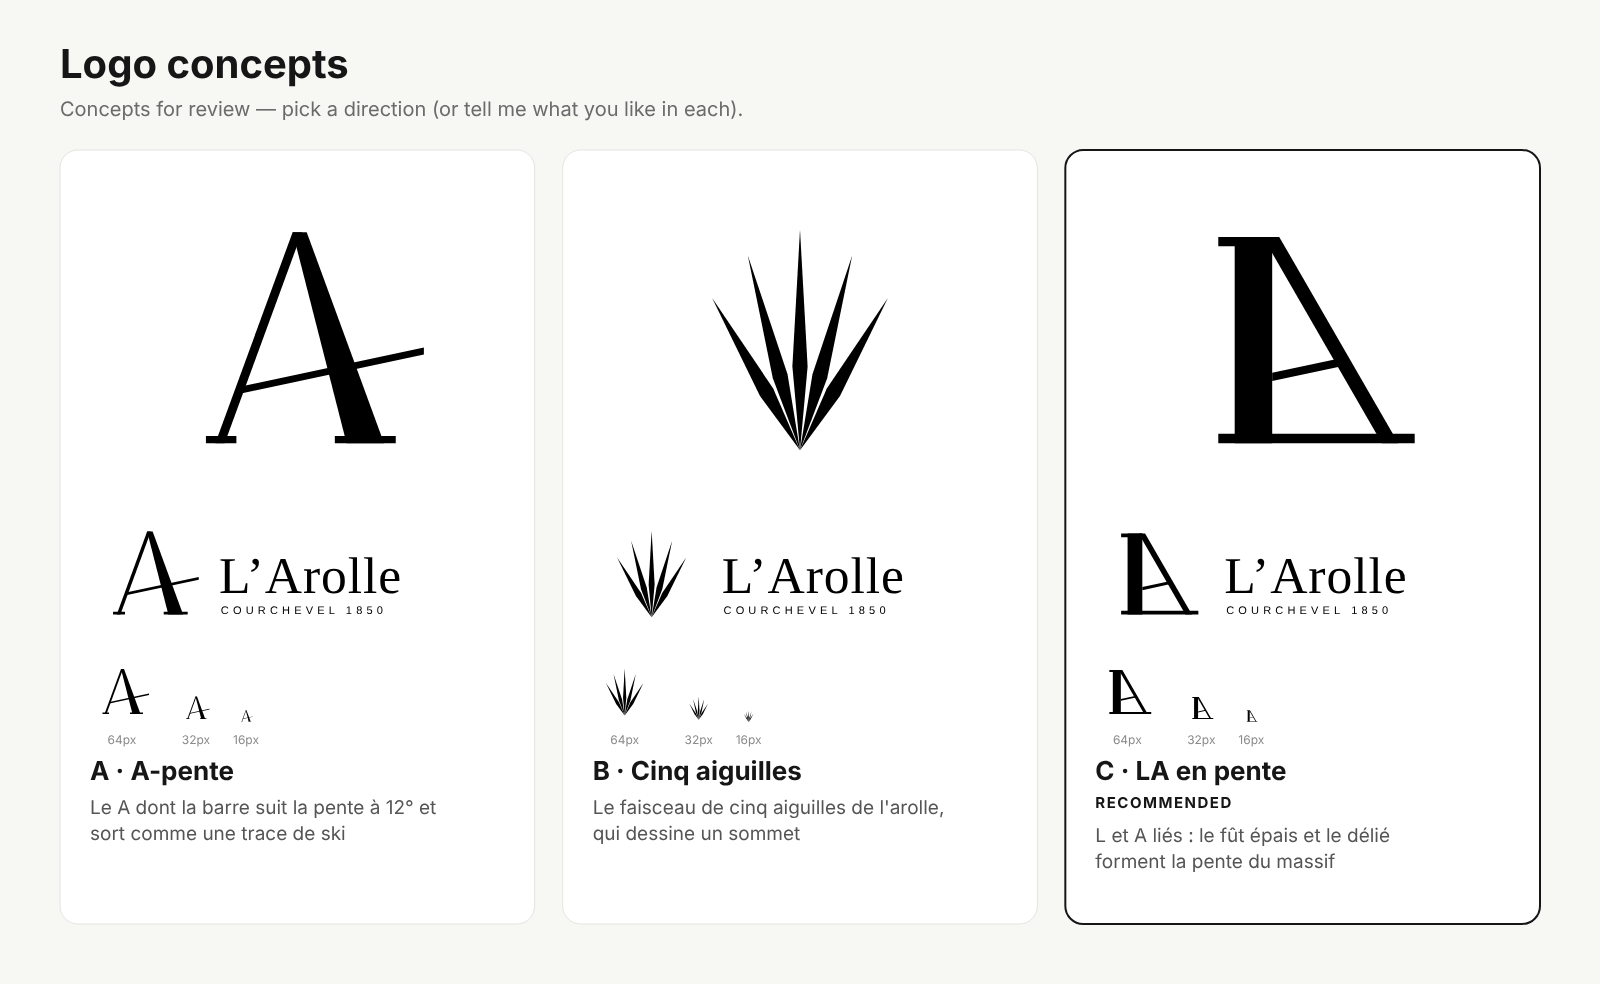 Logo concepts
Concepts for review — pick a direction (or tell me what you like in each).
A
L’Arolle
COURCHEVEL 1850
64px 32px 16px
A · A-pente
Le A dont la barre suit la pente à 12° et
sort comme une trace de ski
L’Arolle
COURCHEVEL 1850
64px 32px 16px
B · Cinq aiguilles
Le faisceau de cinq aiguilles de l'arolle,
qui dessine un sommet
L’Arolle
COURCHEVEL 1850
64px 32px 16px
C · LA en pente
RECOMMENDED
L et A liés : le fût épais et le délié
forment la pente du massif